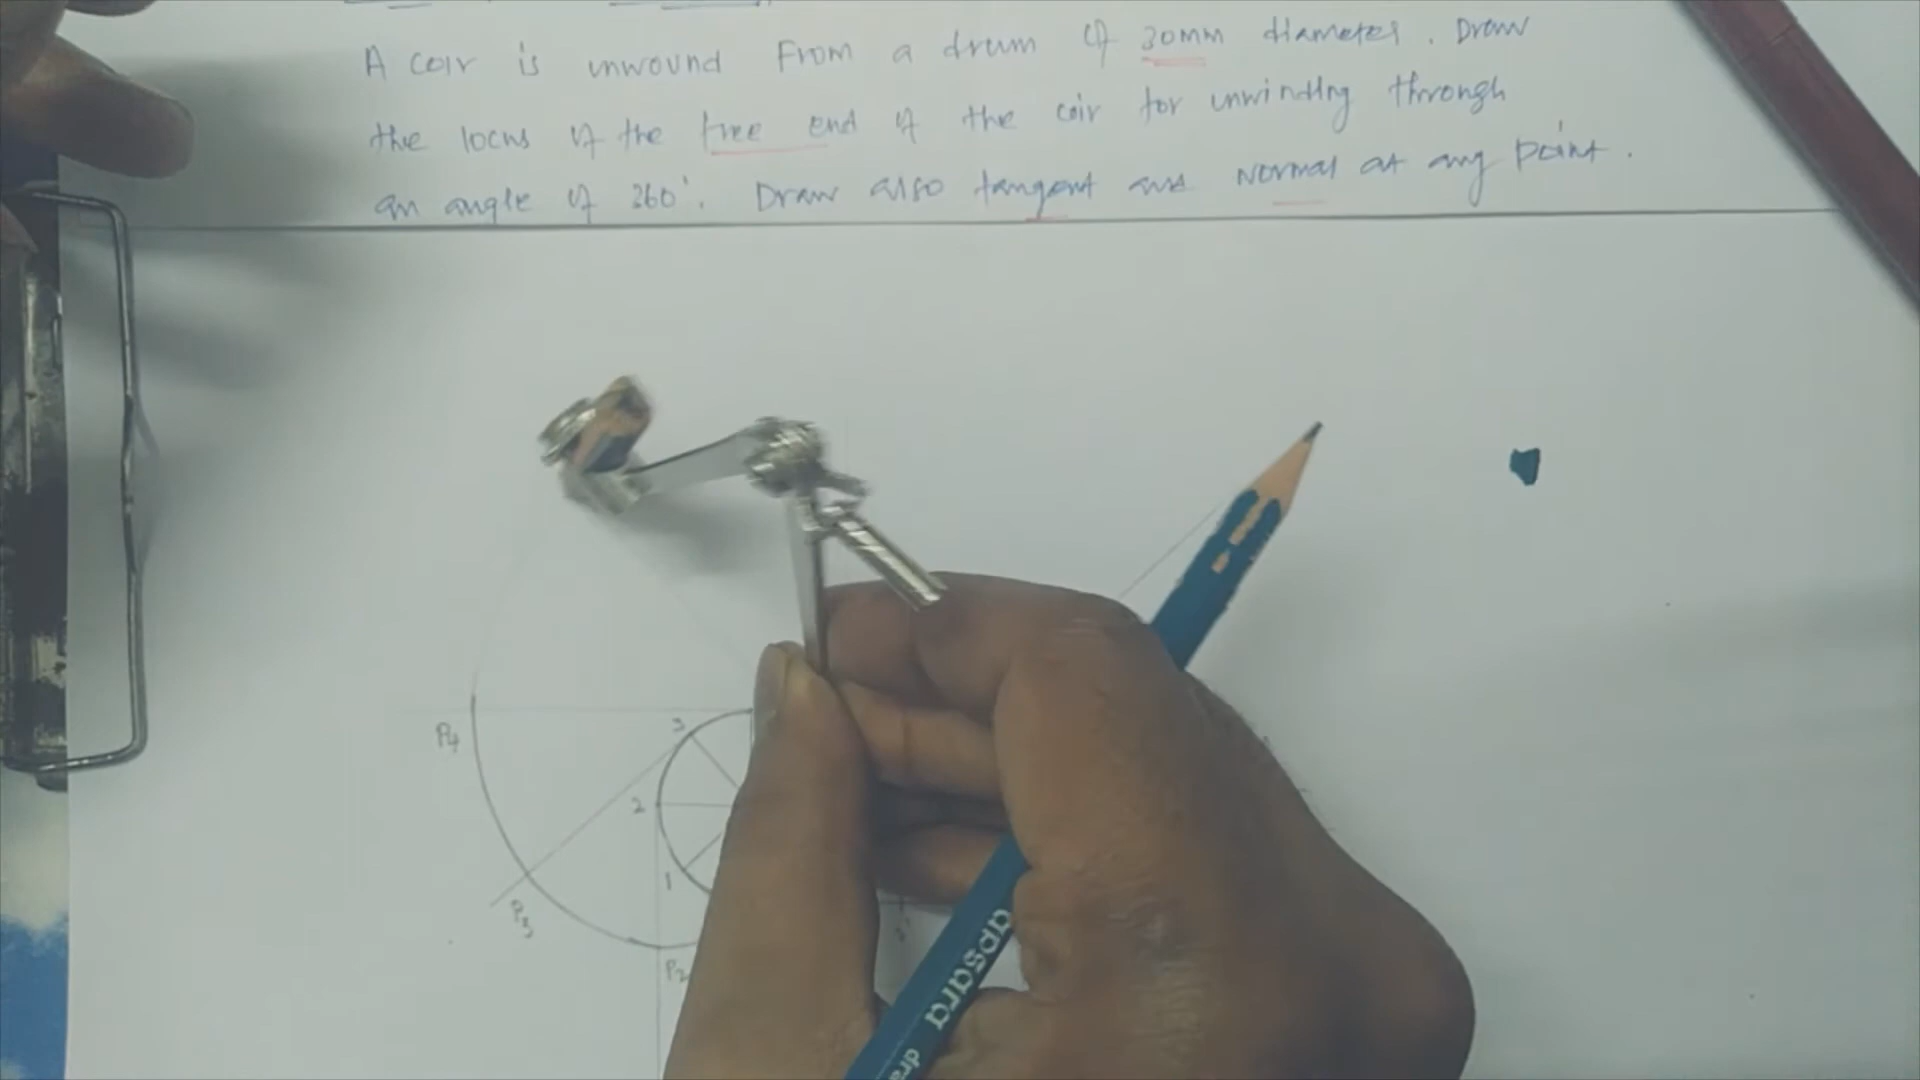 A coir is unwound From a drum of 30mm diameter. Draw
the locus of the free end of the coir for unwinding through
an angle of 360°. Draw also tangent and Normal at any point.
P4
3
2
1
P3
P2
apsara
dra